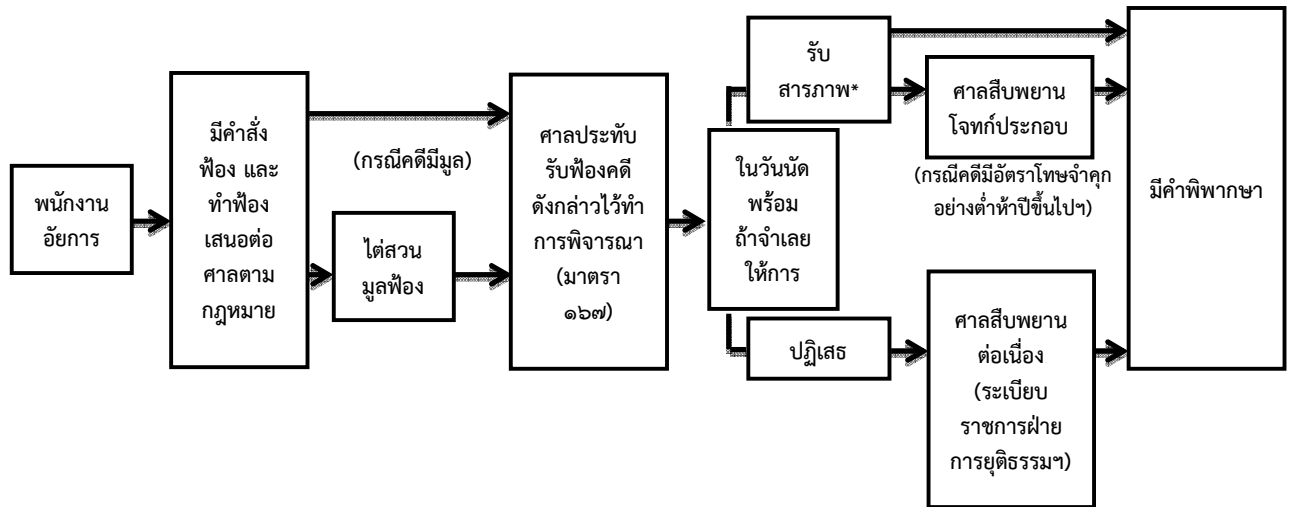 พนักงาน
อัยการ
มีคำสั่ง
ฟ้อง และ
ทำฟ้อง
เสนอต่อ
ศาลตาม
กฎหมาย
(กรณีคดีมีมูล)
ไต่สวน
มูลฟ้อง
ศาลประทับ
รับฟ้องคดี
ดังกล่าวไว้ทำ
การพิจารณา
(มาตรา
๑๖๗)
ในวันนัด
พร้อม
ถ้าจำเลย
ให้การ
รับ
สารภาพ*
ศาลสืบพยาน
โจทก์ประกอบ
(กรณีคดีมีอัตราโทษจำคุก
อย่างต่ำห้าปีขึ้นไปฯ)
ปฏิเสธ
ศาลสืบพยาน
ต่อเนื่อง
(ระเบียบ
ราชการฝ่าย
การยุติธรรมฯ)
มีคำพิพากษา